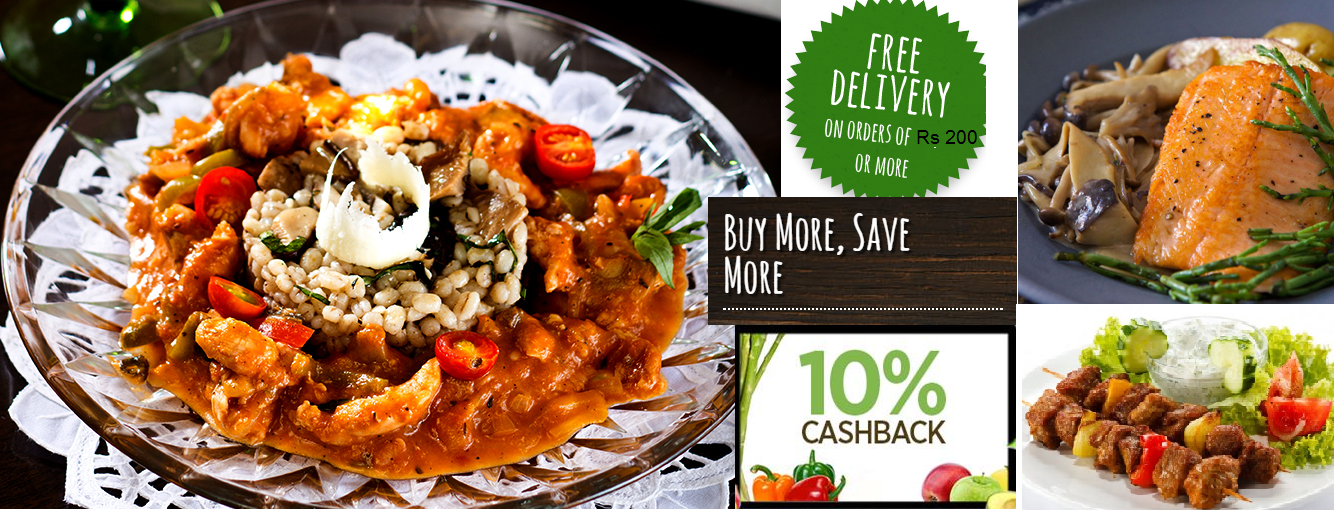 FREE
DELIVERY
ON ORDERS OF Rs 200
OR MORE
BUY MORE, SAVE
MORE
10%
CASHBACK